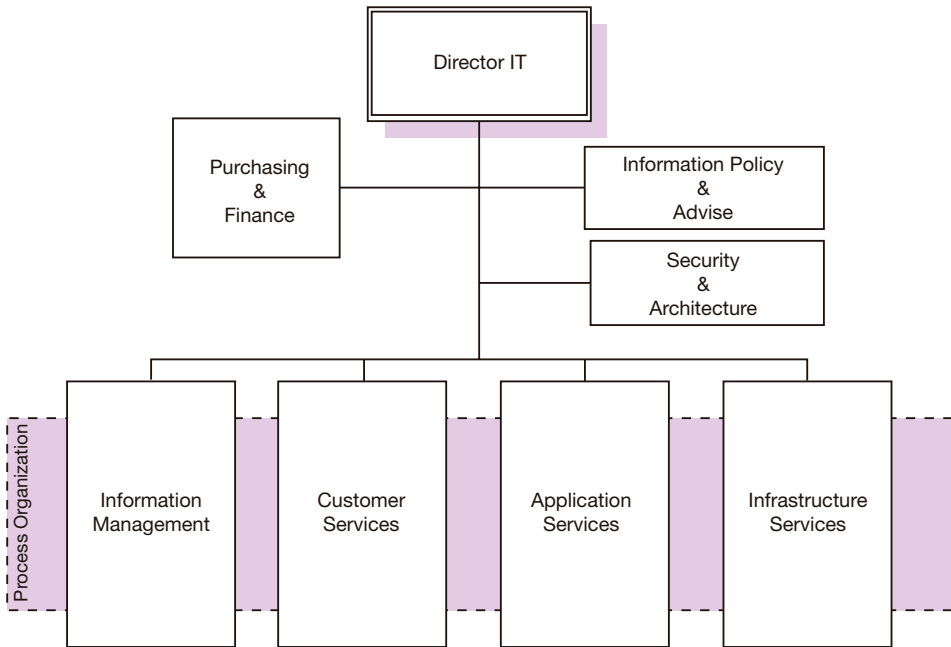 Director IT
Purchasing
&
Finance
Information Policy
&
Advise
Security
&
Architecture
Process Organization
Information
Management
Customer
Services
Application
Services
Infrastructure
Services